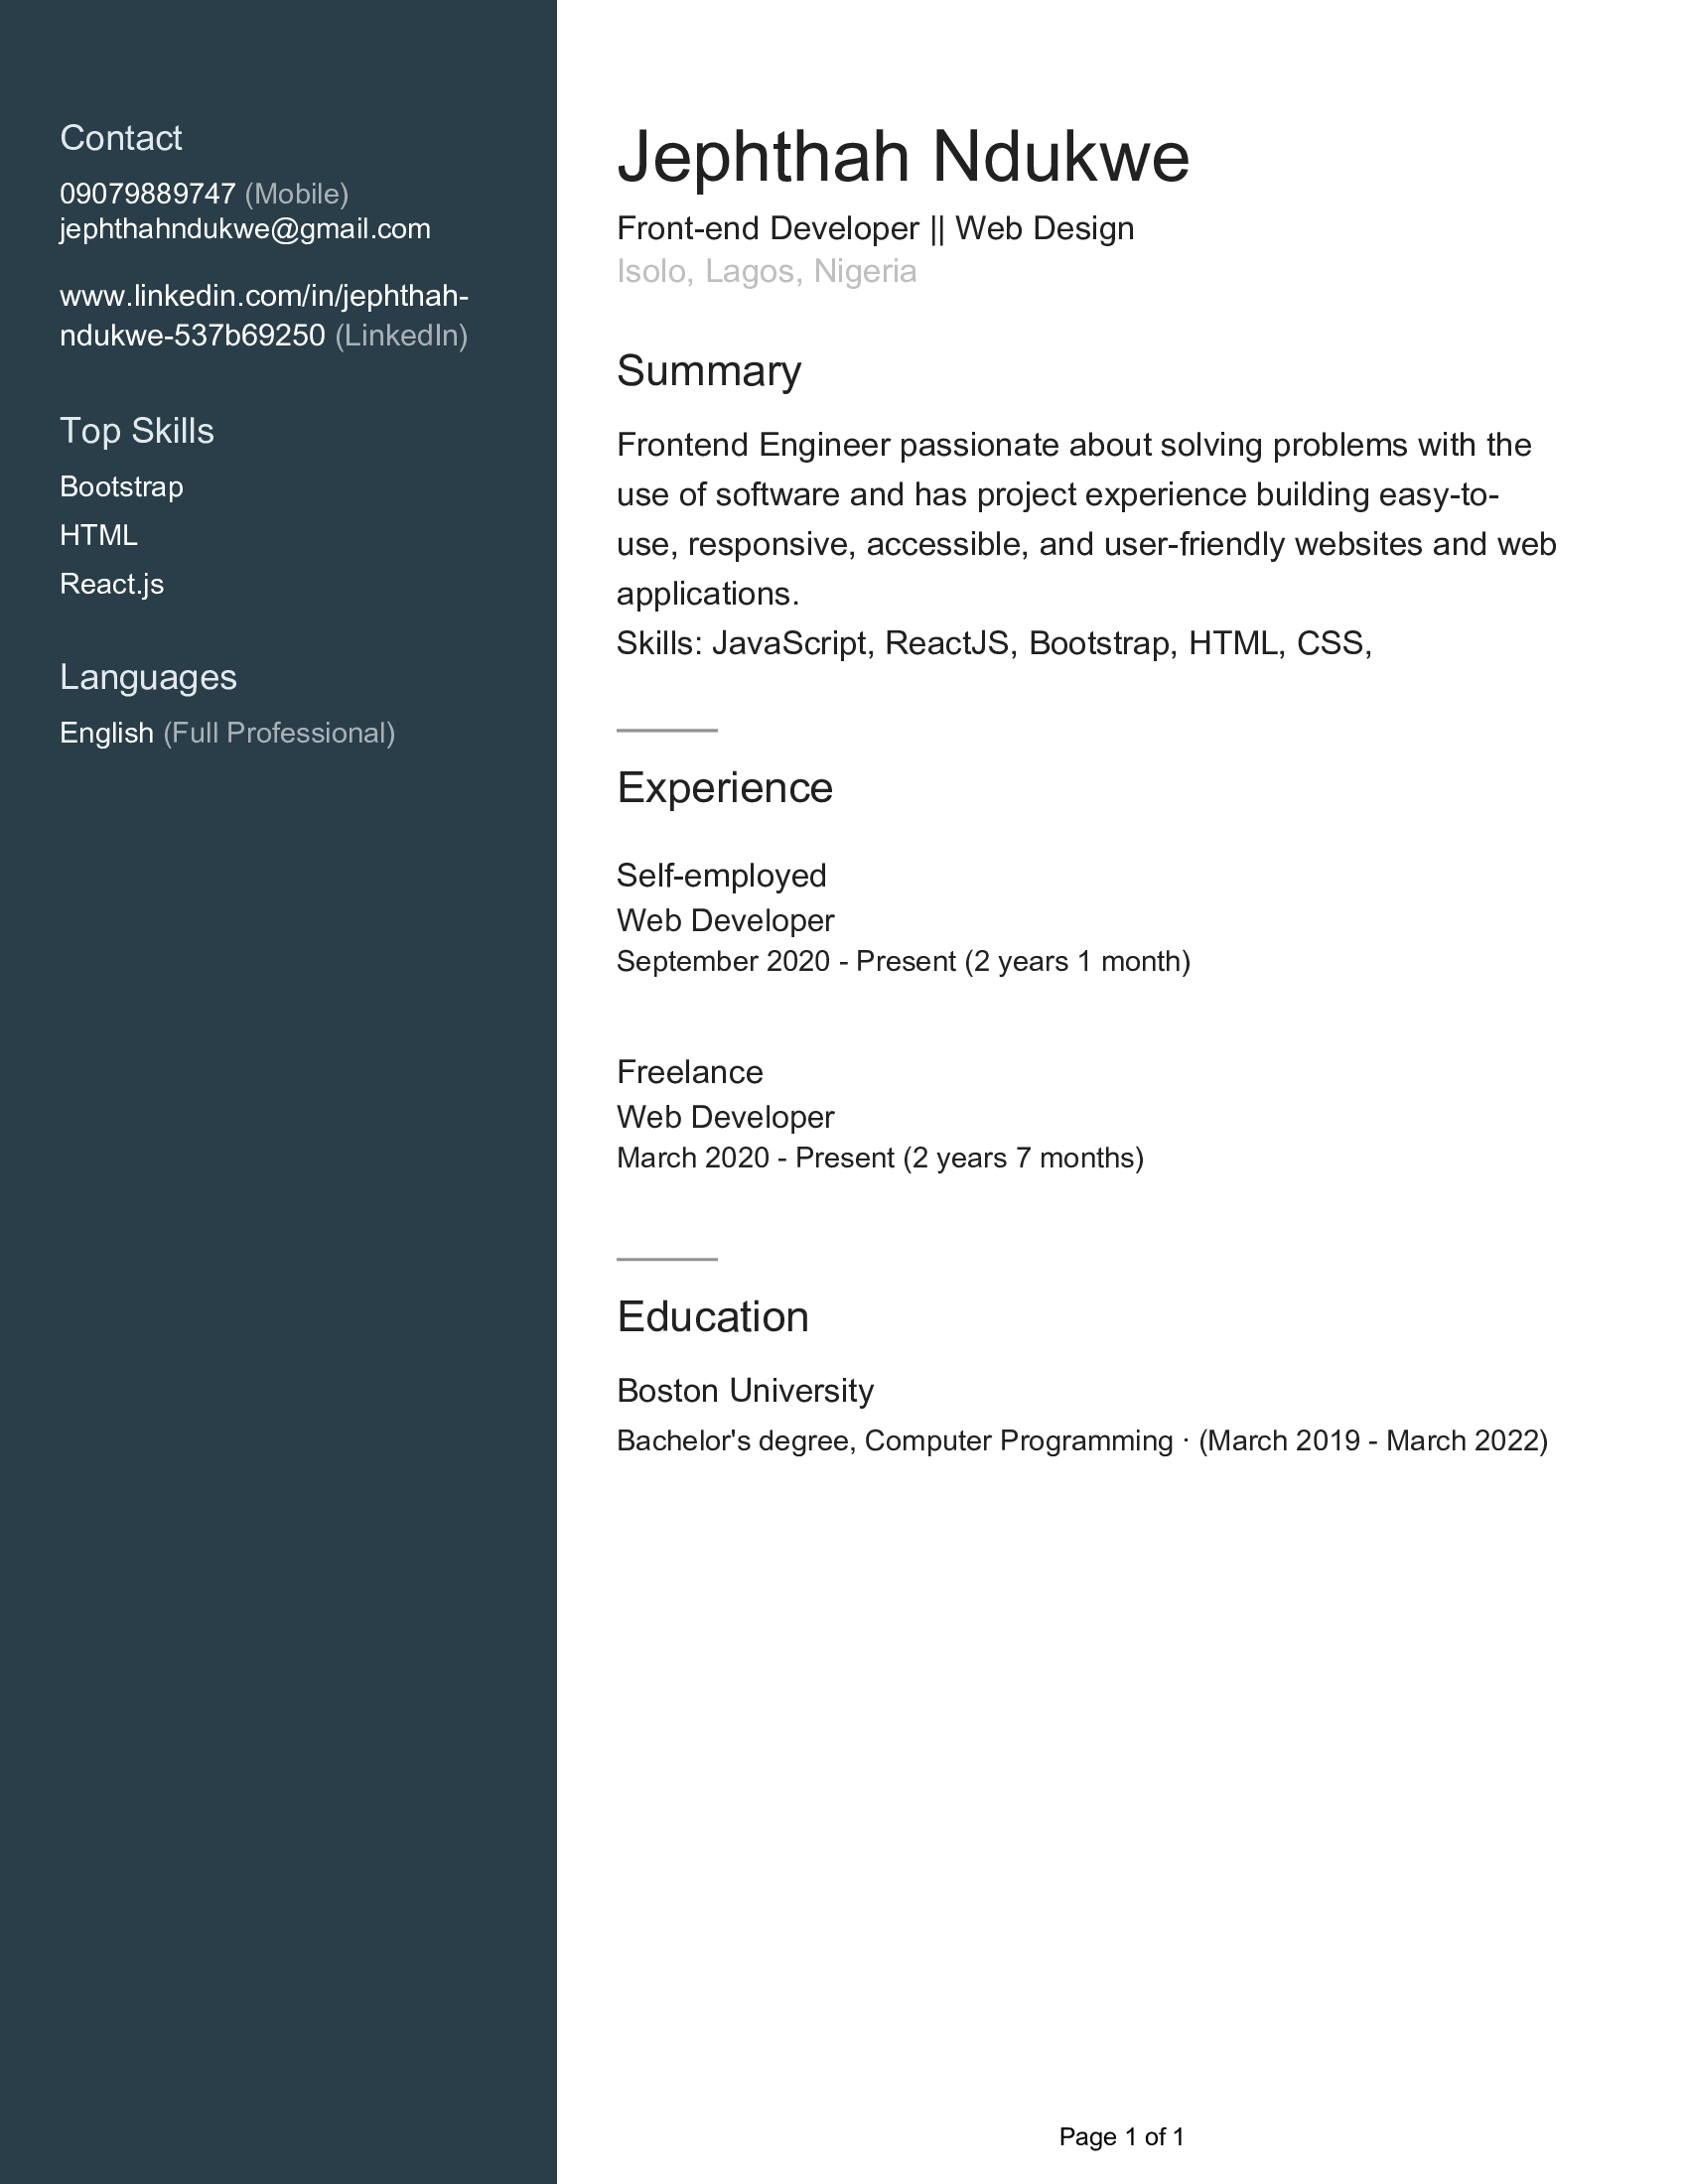 Contact
09079889747 (Mobile)
jephthahndukwe@gmail.com
www.linkedin.com/in/jephthah-
ndukwe-537b69250 (LinkedIn)
Top Skills
Bootstrap
HTML
React.js
Languages
English (Full Professional)
Jephthah Ndukwe
Front-end Developer || Web Design
Isolo, Lagos, Nigeria
Summary
Frontend Engineer passionate about solving problems with the
use of software and has project experience building easy-to-
use, responsive, accessible, and user-friendly websites and web
applications.
Skills: JavaScript, ReactJS, Bootstrap, HTML, CSS,
Experience
Self-employed
Web Developer
September 2020 - Present (2 years 1 month)
Freelance
Web Developer
March 2020 - Present (2 years 7 months)
Education
Boston University
Bachelor's degree, Computer Programming · (March 2019 - March 2022)
Page 1 of 1